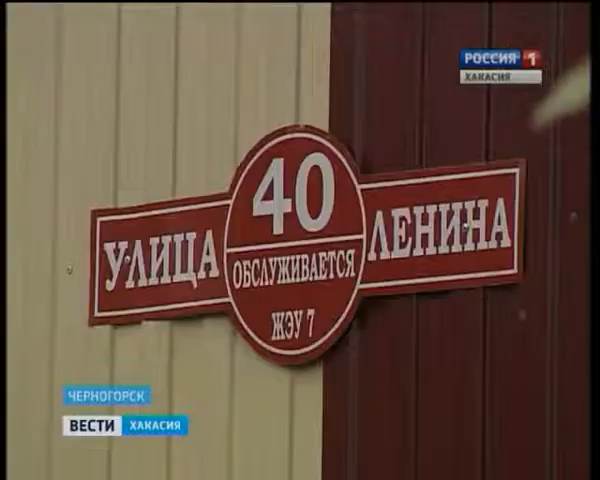 РОССИЯ 1
ХАКАСИЯ
40
УЛИЦА
ЛЕНИНА
ОБСЛУЖИВАЕТСЯ
ЖЭУ 7
ЧЕРНОГОРСК
ВЕСТИ ХАКАСИЯ